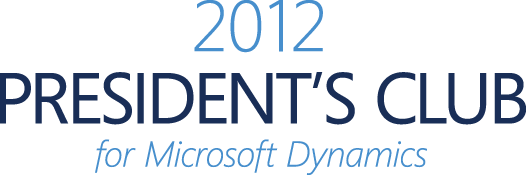 2012
PRESIDENT’S CLUB
for Microsoft Dynamics